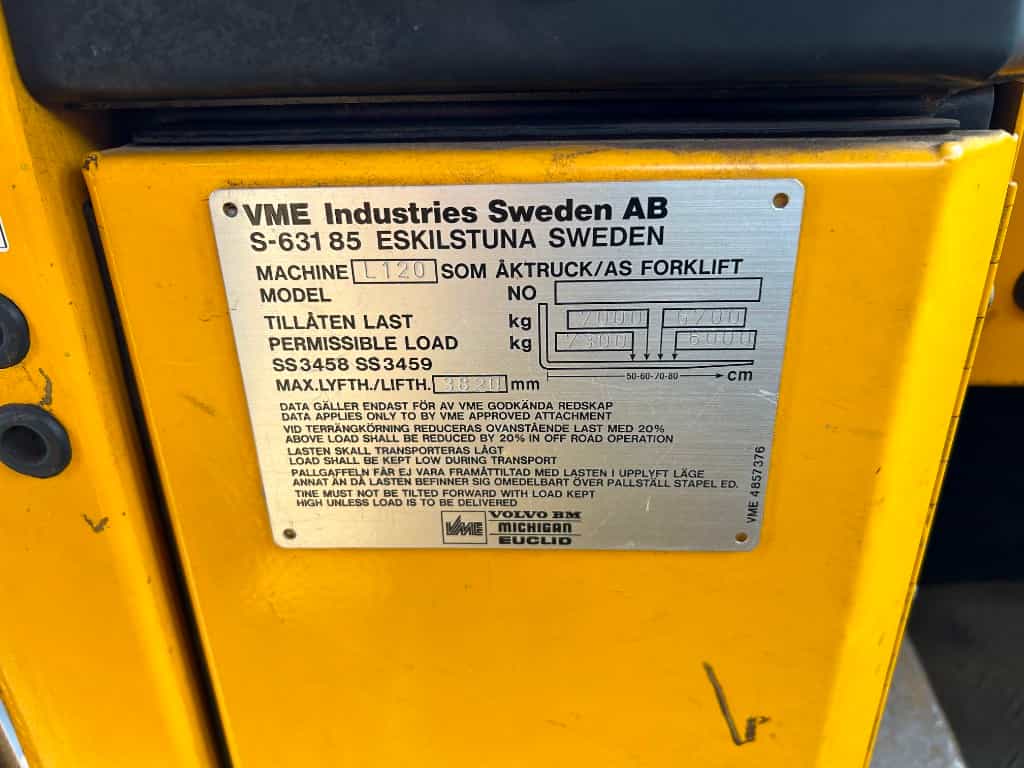 VME Industries Sweden AB
S-631 85 ESKILSTUNA SWEDEN
MACHINE L120 SOM ÅKTRUCK/AS FORKLIFT
MODEL NO
TILLÅTEN LAST kg 7000 6700
PERMISSIBLE LOAD kg 7300 6000
SS3458 SS3459
50-60-70-80 cm
MAX.LYFTH./LIFTH. 3820 mm
DATA GÄLLER ENDAST FÖR AV VME GODKÄNDA REDSKAP
DATA APPLIES ONLY TO BY VME APPROVED ATTACHMENT
VID TERRÄNGKÖRNING REDUCERAS OVANSTÅENDE LAST MED 20%
ABOVE LOAD SHALL BE REDUCED BY 20% IN OFF ROAD OPERATION
LASTEN SKALL TRANSPORTERAS LÅGT
LOAD SHALL BE KEPT LOW DURING TRANSPORT
PALLGAFFELN FÅR EJ VARA FRAMÅTTILTAD MED LASTEN I UPPLYFT LÄGE
ANNAT ÄN DÅ LASTEN BEFINNER SIG OMEDELBART ÖVER PALLSTÄLL STAPEL ED.
TINE MUST NOT BE TILTED FORWARD WITH LOAD KEPT
HIGH UNLESS LOAD IS TO BE DELIVERED
VME 4857376
VME
VOLVO BM
MICHIGAN
EUCLID